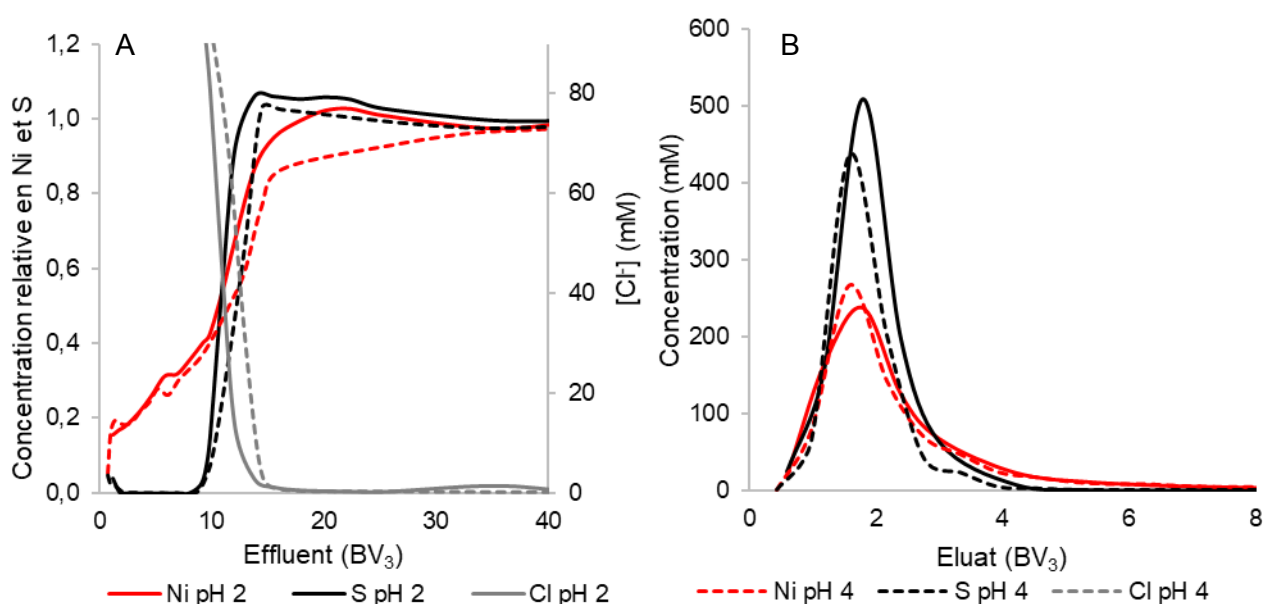 A
Concentration relative en Ni et S
1,2
1,0
0,8
0,6
0,4
0,2
0,0
0
10
20
30
40
Effluent (BV₃)
80
60
40
20
0
[Cl⁻] (mM)
B
Concentration (mM)
600
500
400
300
200
100
0
0
2
4
6
8
Eluat (BV₃)
Ni pH 2
S pH 2
Cl pH 2
Ni pH 4
S pH 4
Cl pH 4